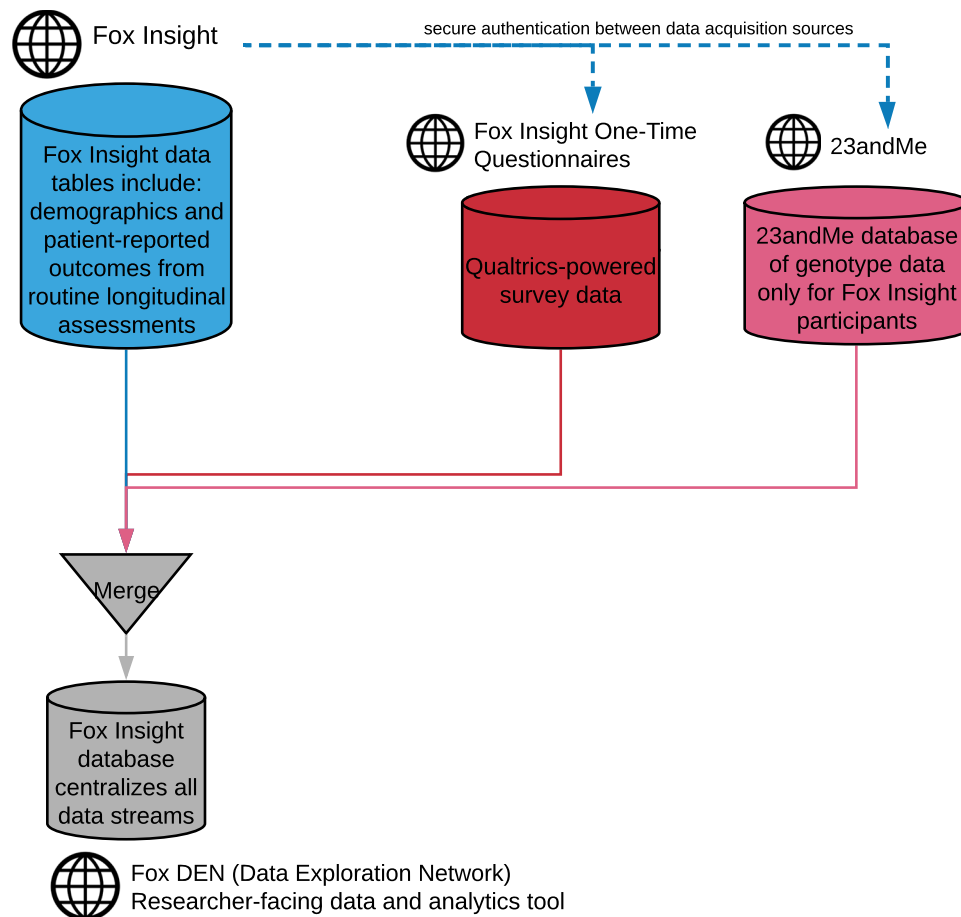 Fox Insight
secure authentication between data acquisition sources
Fox Insight data
tables include:
demographics and
patient-reported
outcomes from
routine longitudinal
assessments
Fox Insight One-Time
Questionnaires
Qualtrics-powered
survey data
23andMe
23andMe database
of genotype data
only for Fox Insight
participants
Merge
Fox Insight
database
centralizes all
data streams
Fox DEN (Data Exploration Network)
Researcher-facing data and analytics tool